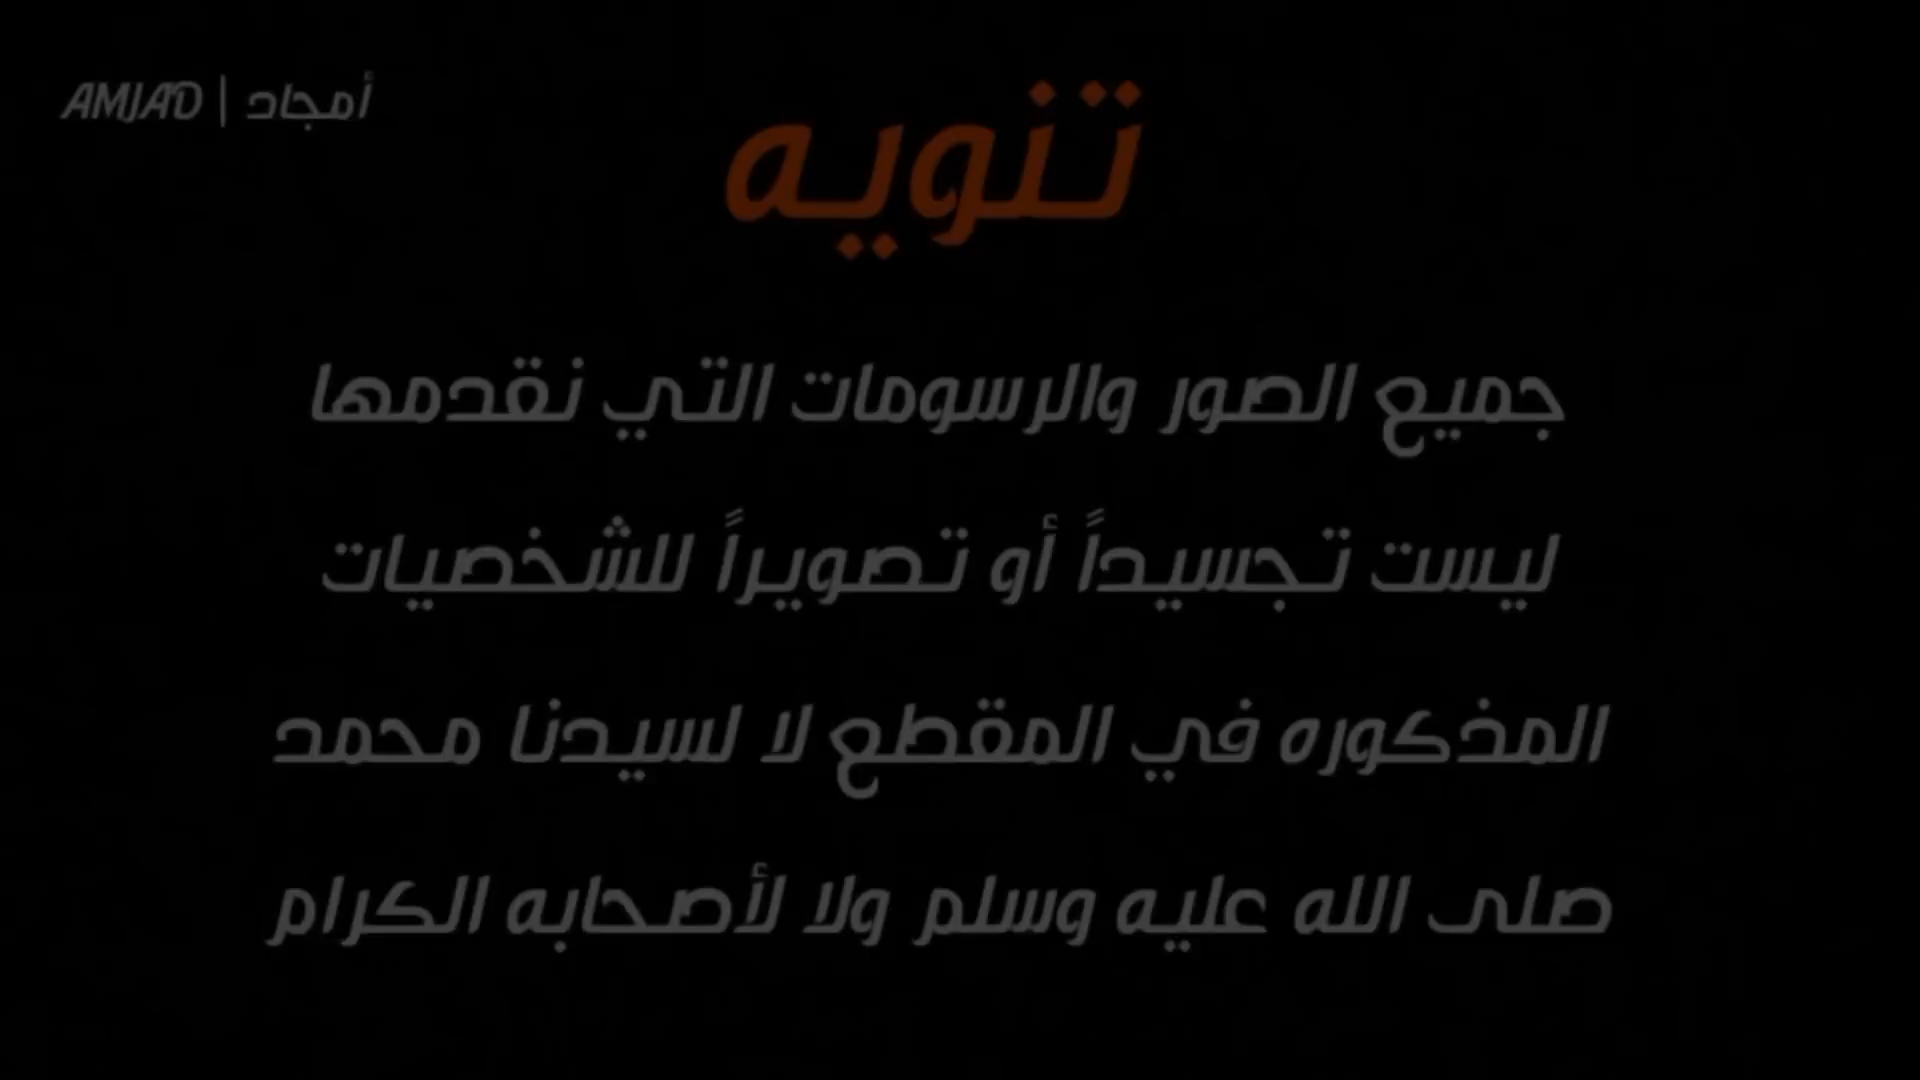 أمجاد | AMJAD
تنويه
جميع الصور والرسومات التي نقدمها
ليست تجسيداً أو تصويراً للشخصيات
المذكوره في المقطع لا لسيدنا محمد
صلى الله عليه وسلم ولا لأصحابه الكرام